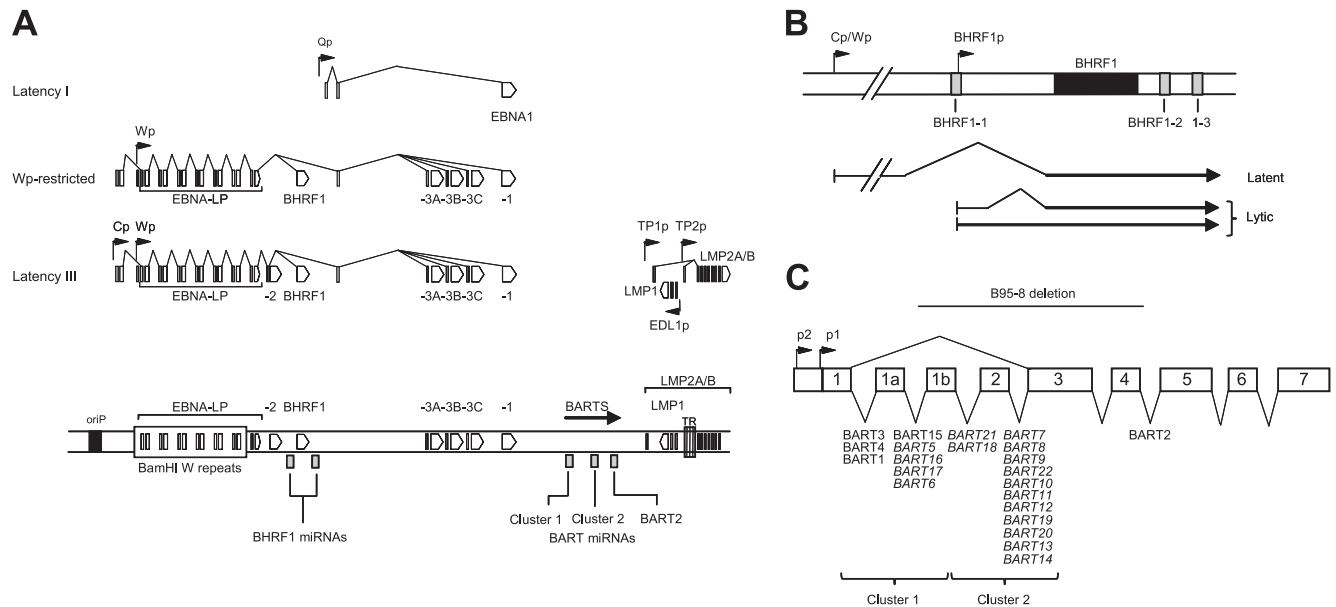 A
Qp
Latency I
EBNA1
Wp
Wp-restricted
EBNA-LP BHRF1 -3A-3B-3C -1
Cp Wp
TP1p TP2p
Latency III
LMP2A/B
LMP1
EBNA-LP -2 BHRF1 -3A-3B-3C -1
EDL1p
LMP2A/B
EBNA-LP -2 BHRF1 -3A-3B-3C -1 BARTS LMP1
oriP
TR
BamHI W repeats
Cluster 1 Cluster 2 BART2
BHRF1 miRNAs
BART miRNAs
B
Cp/Wp BHRF1p
BHRF1
BHRF1-1 BHRF1-2 1-3
Latent
Lytic
C
B95-8 deletion
p2 p1
1 1a 1b 2 3 4 5 6 7
BART3 BART15 BART21 BART7 BART2
BART4 BART5 BART18 BART8
BART1 BART16 BART9
BART17 BART22
BART6 BART10
BART11
BART12
BART19
BART20
BART13
BART14
Cluster 1 Cluster 2